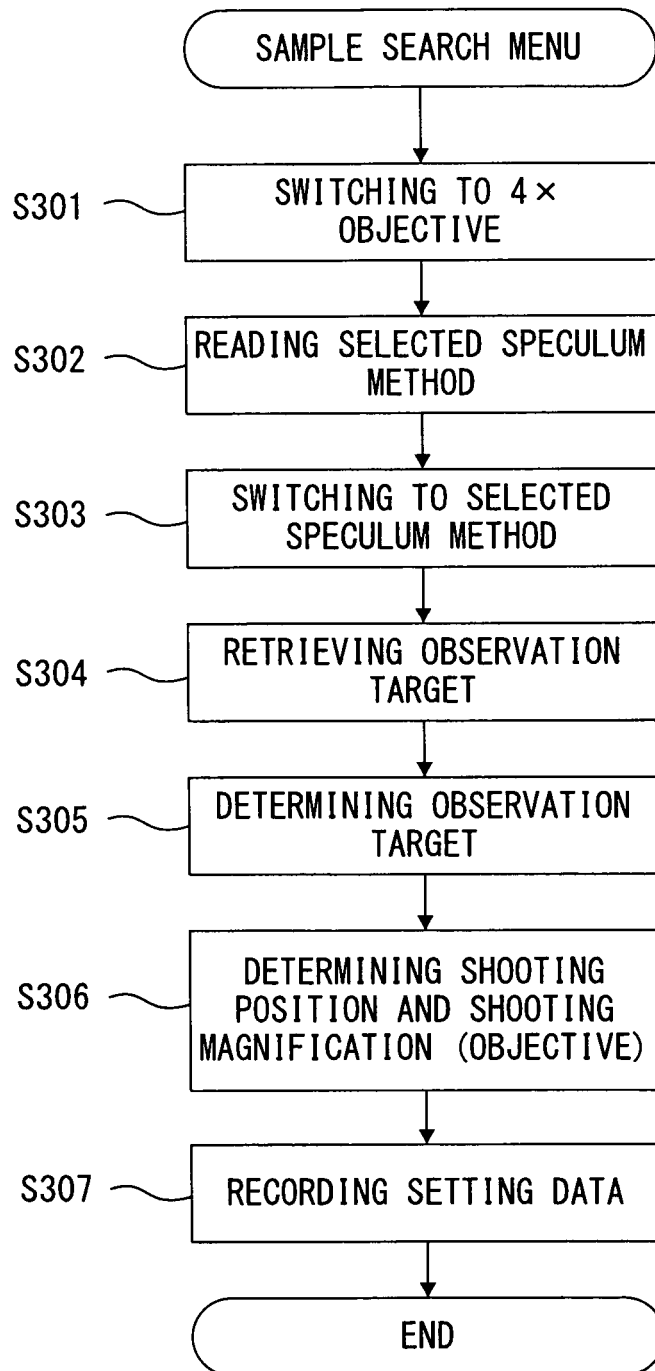 SAMPLE SEARCH MENU
S301
SWITCHING TO 4×
OBJECTIVE
S302
READING SELECTED SPECULUM
METHOD
S303
SWITCHING TO SELECTED
SPECULUM METHOD
S304
RETRIEVING OBSERVATION
TARGET
S305
DETERMINING OBSERVATION
TARGET
S306
DETERMINING SHOOTING
POSITION AND SHOOTING
MAGNIFICATION (OBJECTIVE)
S307
RECORDING SETTING DATA
END